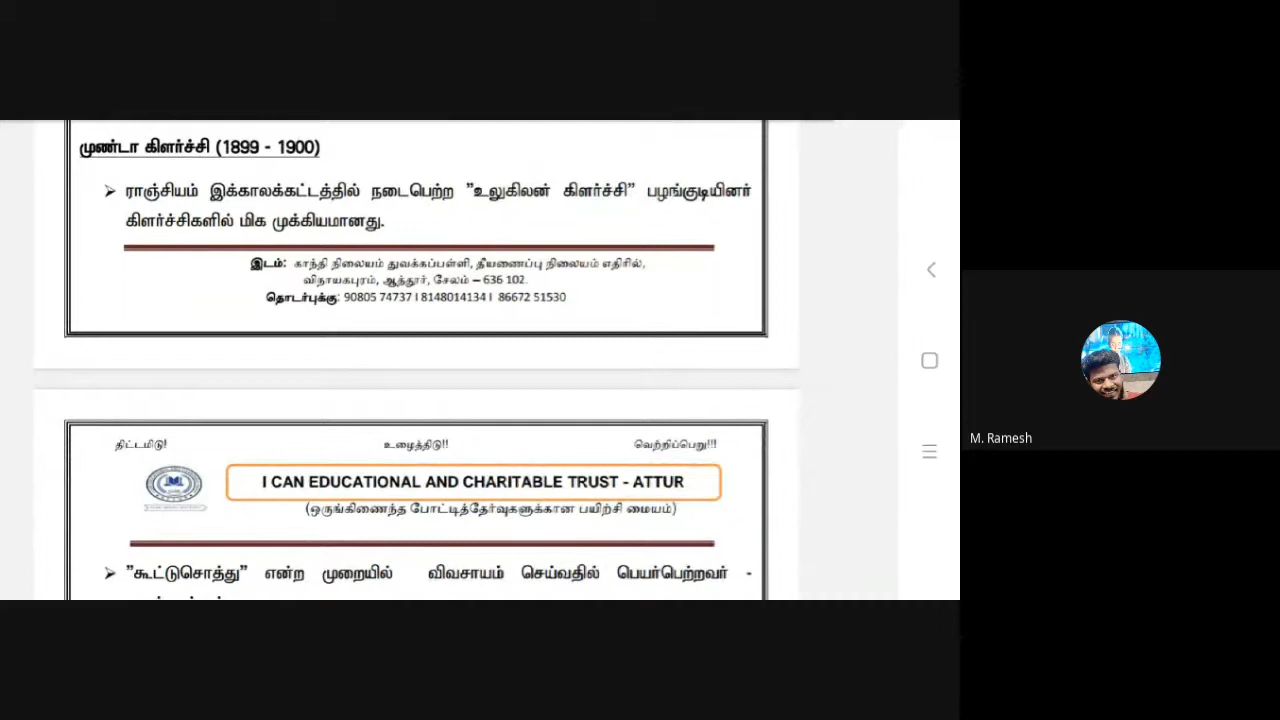 முண்டா கிளர்ச்சி (1899 - 1900)
➢ ராஞ்சியம் இக்காலக்கட்டத்தில் நடைபெற்ற "உலுகிலன் கிளர்ச்சி" பழங்குடியினர்
கிளர்ச்சிகளில் மிக முக்கியமானது.
இடம்: காந்தி நிலையம் துவக்கப்பள்ளி, தீயணைப்பு நிலையம் எதிரில்,
விநாயகபுரம், ஆத்தூர், சேலம் – 636 102.
தொடர்புக்கு: 90805 74737 I 8148014134 I 86672 51530
திட்டமிடு! உழைத்திடு!! வெற்றிப்பெறு!!!
I CAN EDUCATIONAL AND CHARITABLE TRUST - ATTUR
(ஒருங்கிணைந்த போட்டித்தேர்வுகளுக்கான பயிற்சி மையம்)
➢ "கூட்டுசொத்து" என்ற முறையில் விவசாயம் செய்வதில் பெயர்பெற்றவர் -
M. Ramesh